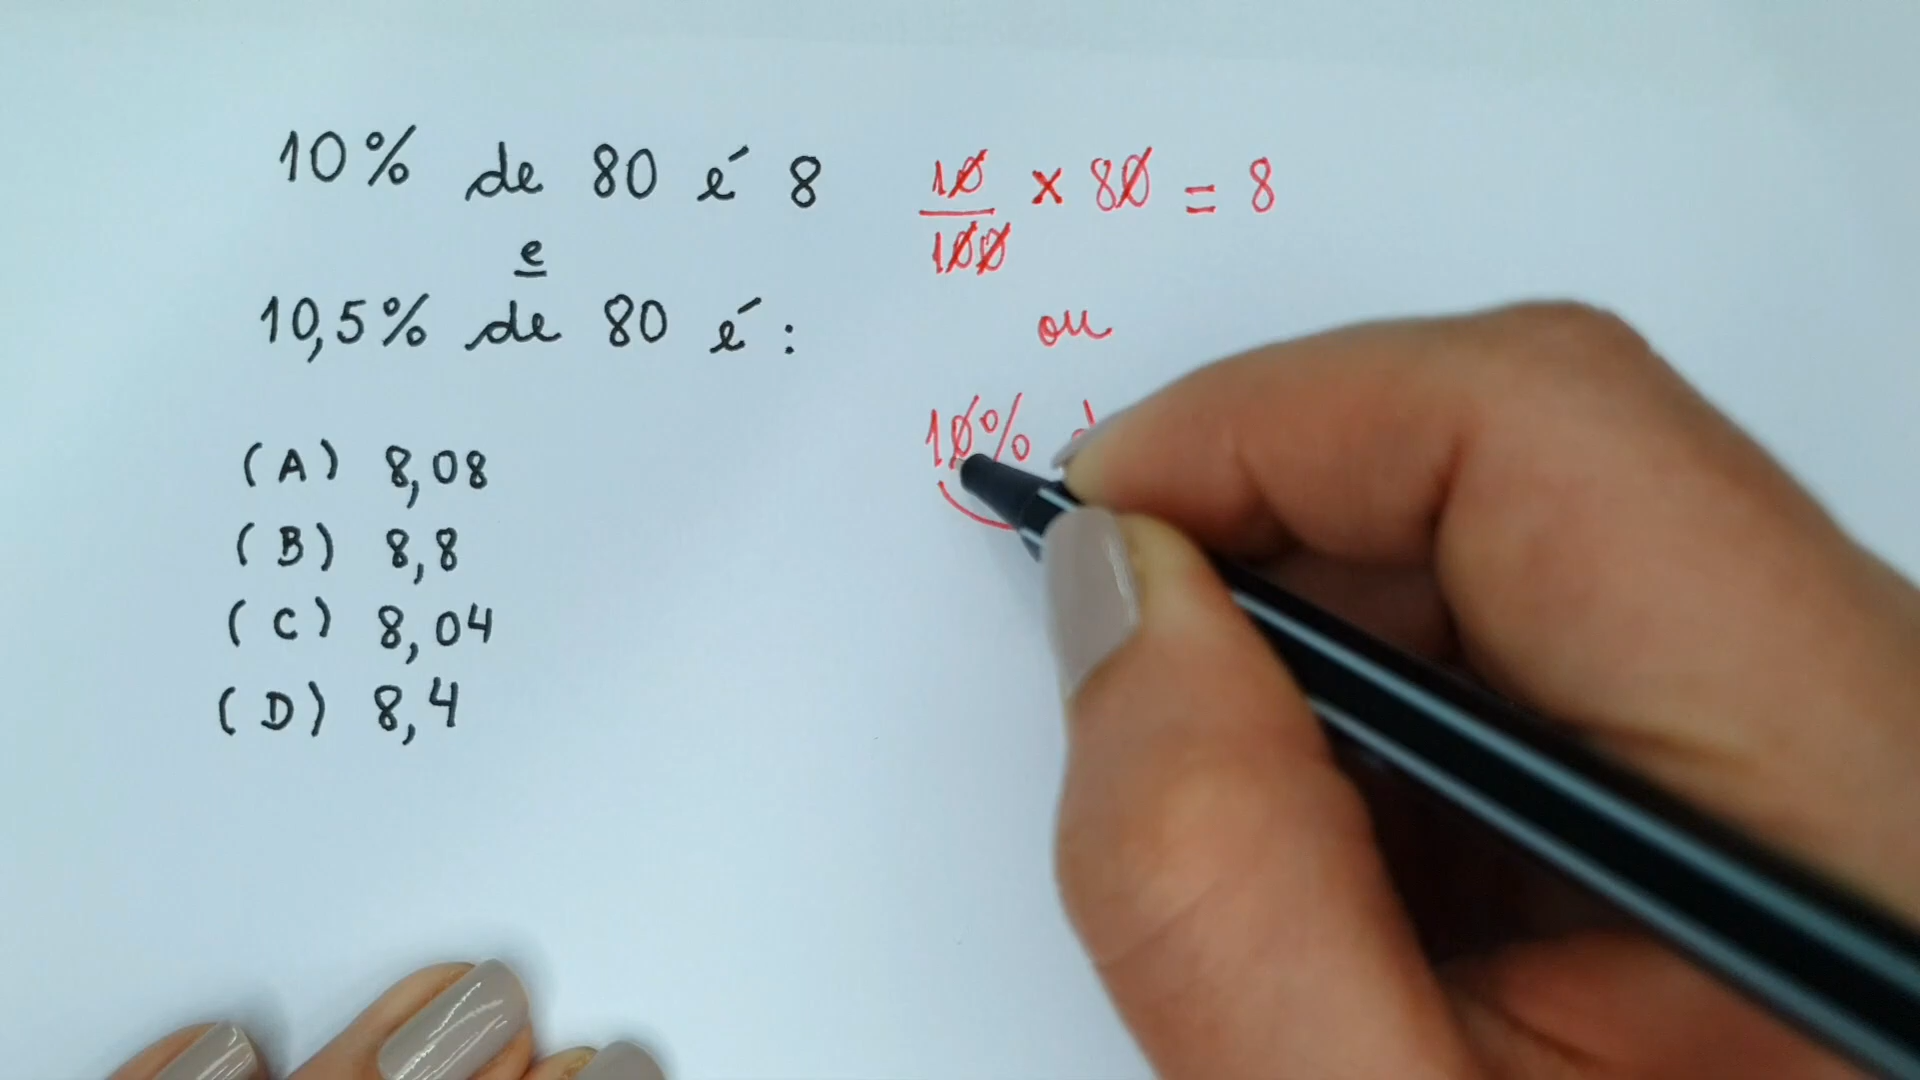 10% de 80 é 8
e
10,5% de 80 é:
(A) 8,08
(B) 8,8
(C) 8,04
(D) 8,4
10/100 x 80 = 8
ou
10%